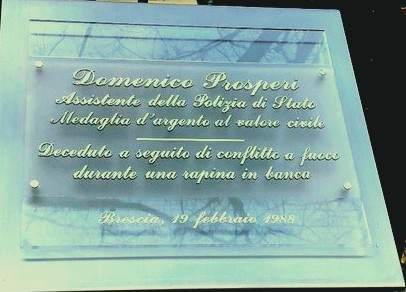 Domenico Prosperi
Assistente della Polizia di Stato
Medaglia d'argento al valore civile
Deceduto a seguito di conflitto a fuoco
durante una rapina in banca
Brescia, 19 febbraio 1988